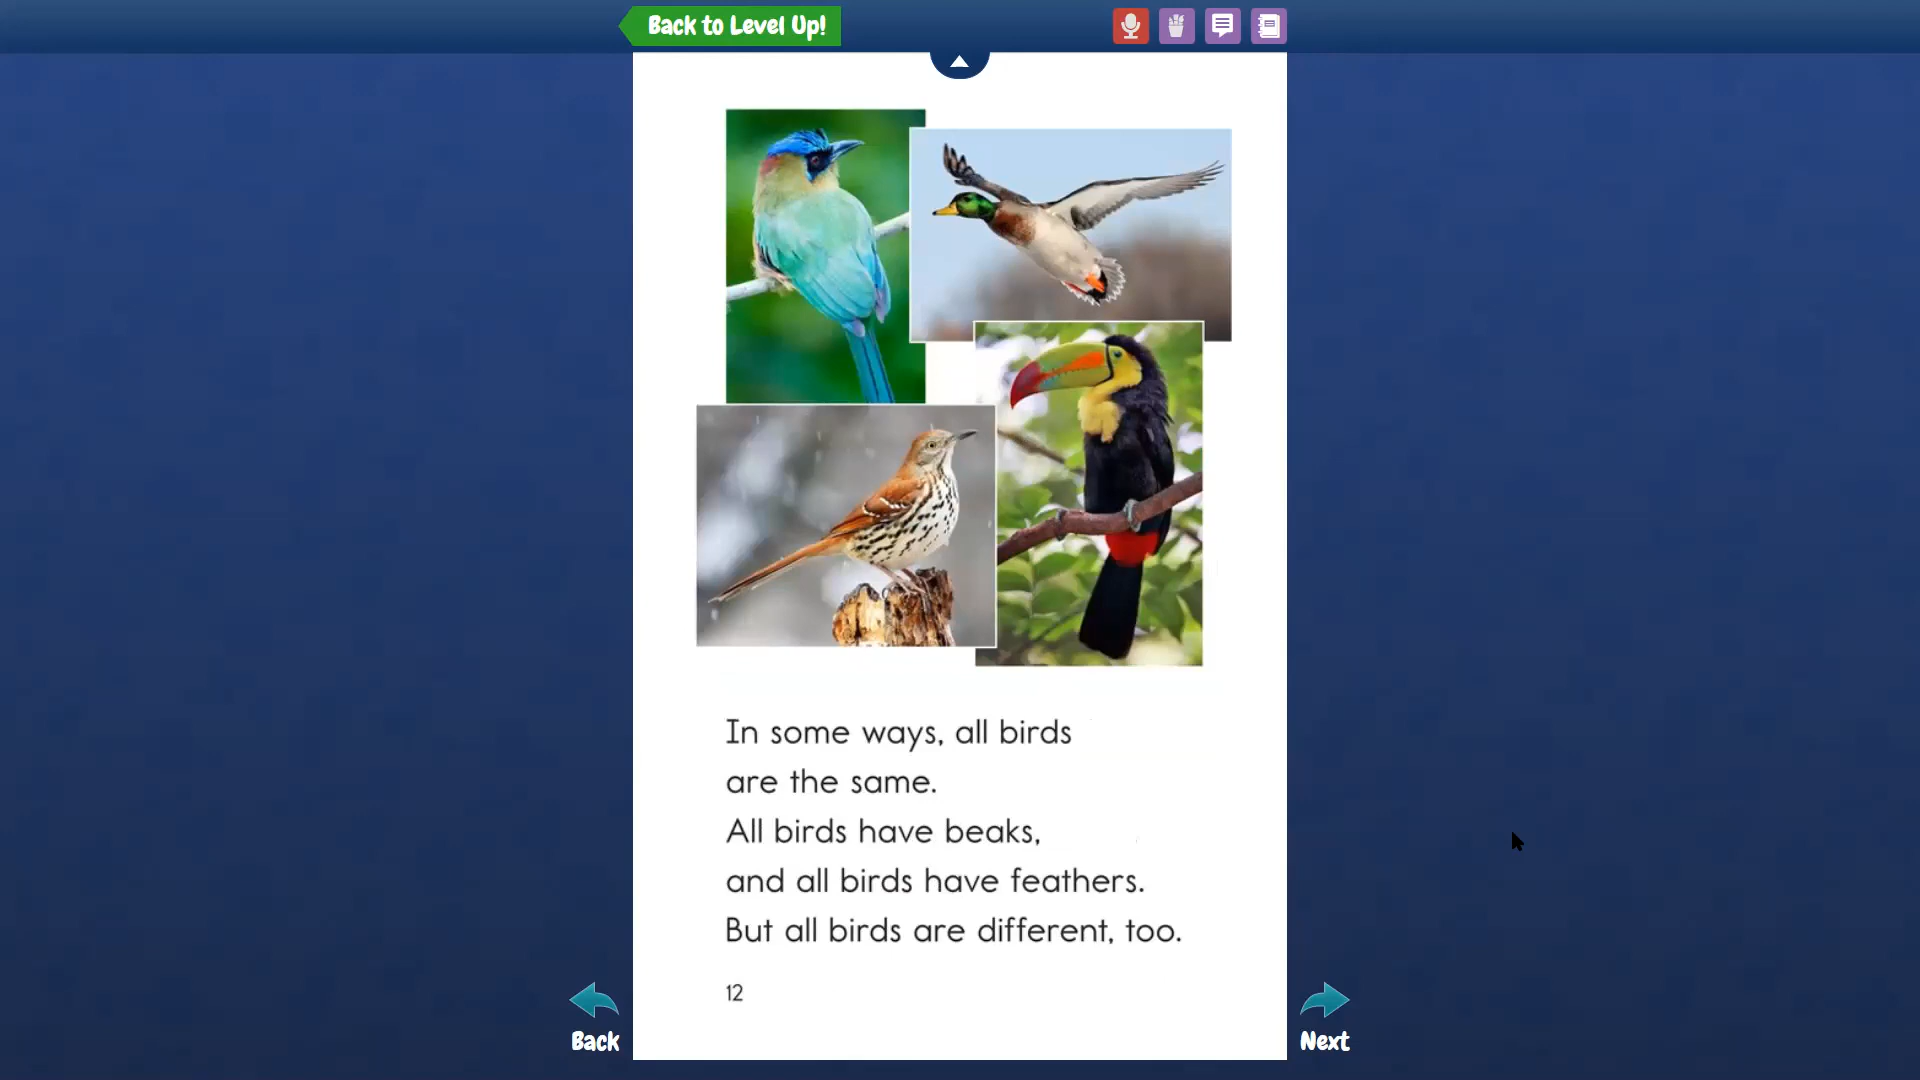 Back to Level Up!
In some ways, all birds
are the same.
All birds have beaks,
and all birds have feathers.
But all birds are different, too.
12
Back
Next